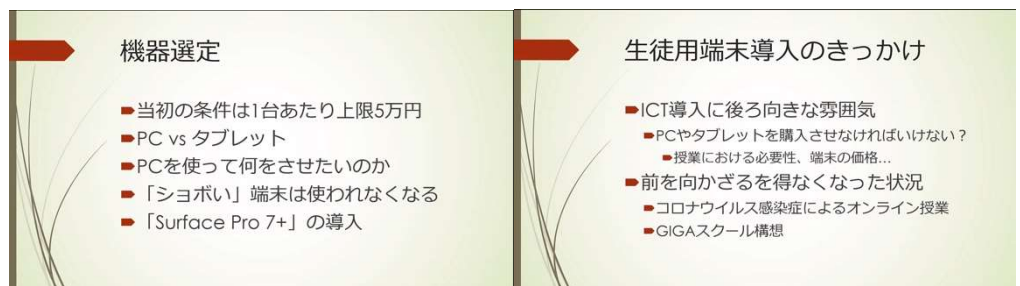 機器選定
当初の条件は1台あたり上限5万円
PC vs タブレット
PCを使って何をさせたいのか
「ショボい」端末は使われなくなる
「Surface Pro 7+」の導入
生徒用端末導入のきっかけ
ICT導入に後ろ向きな雰囲気
PCやタブレットを購入させなければいけない？
授業における必要性、端末の価格...
前を向かざるを得なくなった状況
コロナウイルス感染症によるオンライン授業
GIGAスクール構想